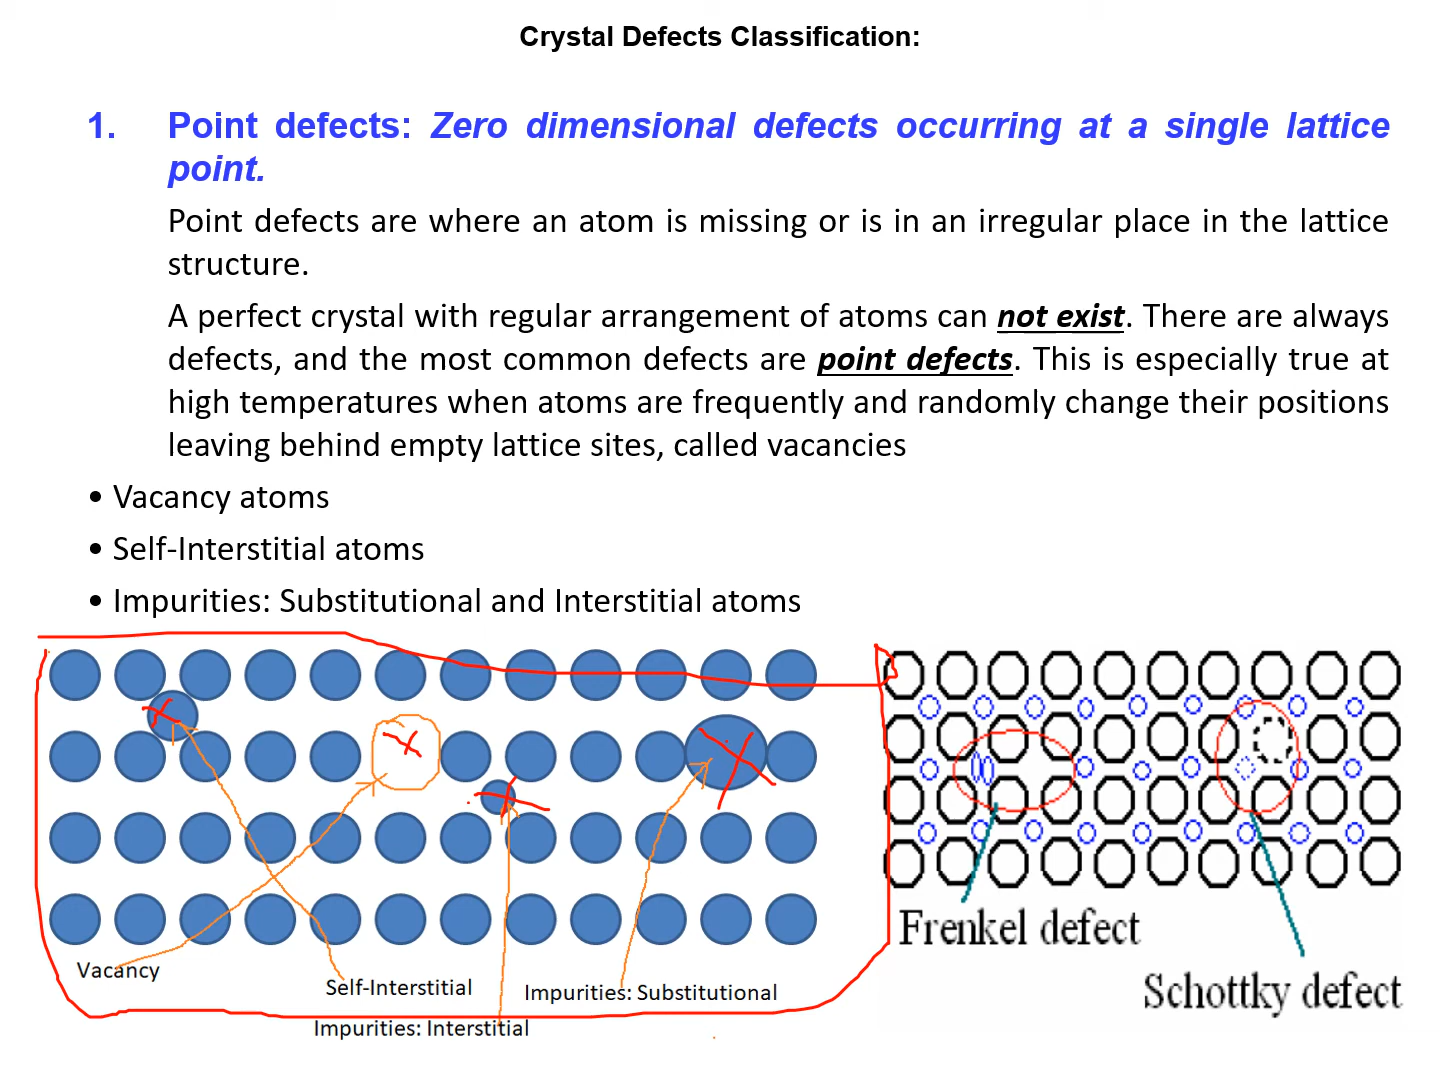 Crystal Defects Classification:
1. Point defects: Zero dimensional defects occurring at a single lattice
point.
Point defects are where an atom is missing or is in an irregular place in the lattice
structure.
A perfect crystal with regular arrangement of atoms can not exist. There are always
defects, and the most common defects are point defects. This is especially true at
high temperatures when atoms are frequently and randomly change their positions
leaving behind empty lattice sites, called vacancies
• Vacancy atoms
• Self-Interstitial atoms
• Impurities: Substitutional and Interstitial atoms
Vacancy
Self-Interstitial
Impurities: Substitutional
Impurities: Interstitial
Frenkel defect
Schottky defect